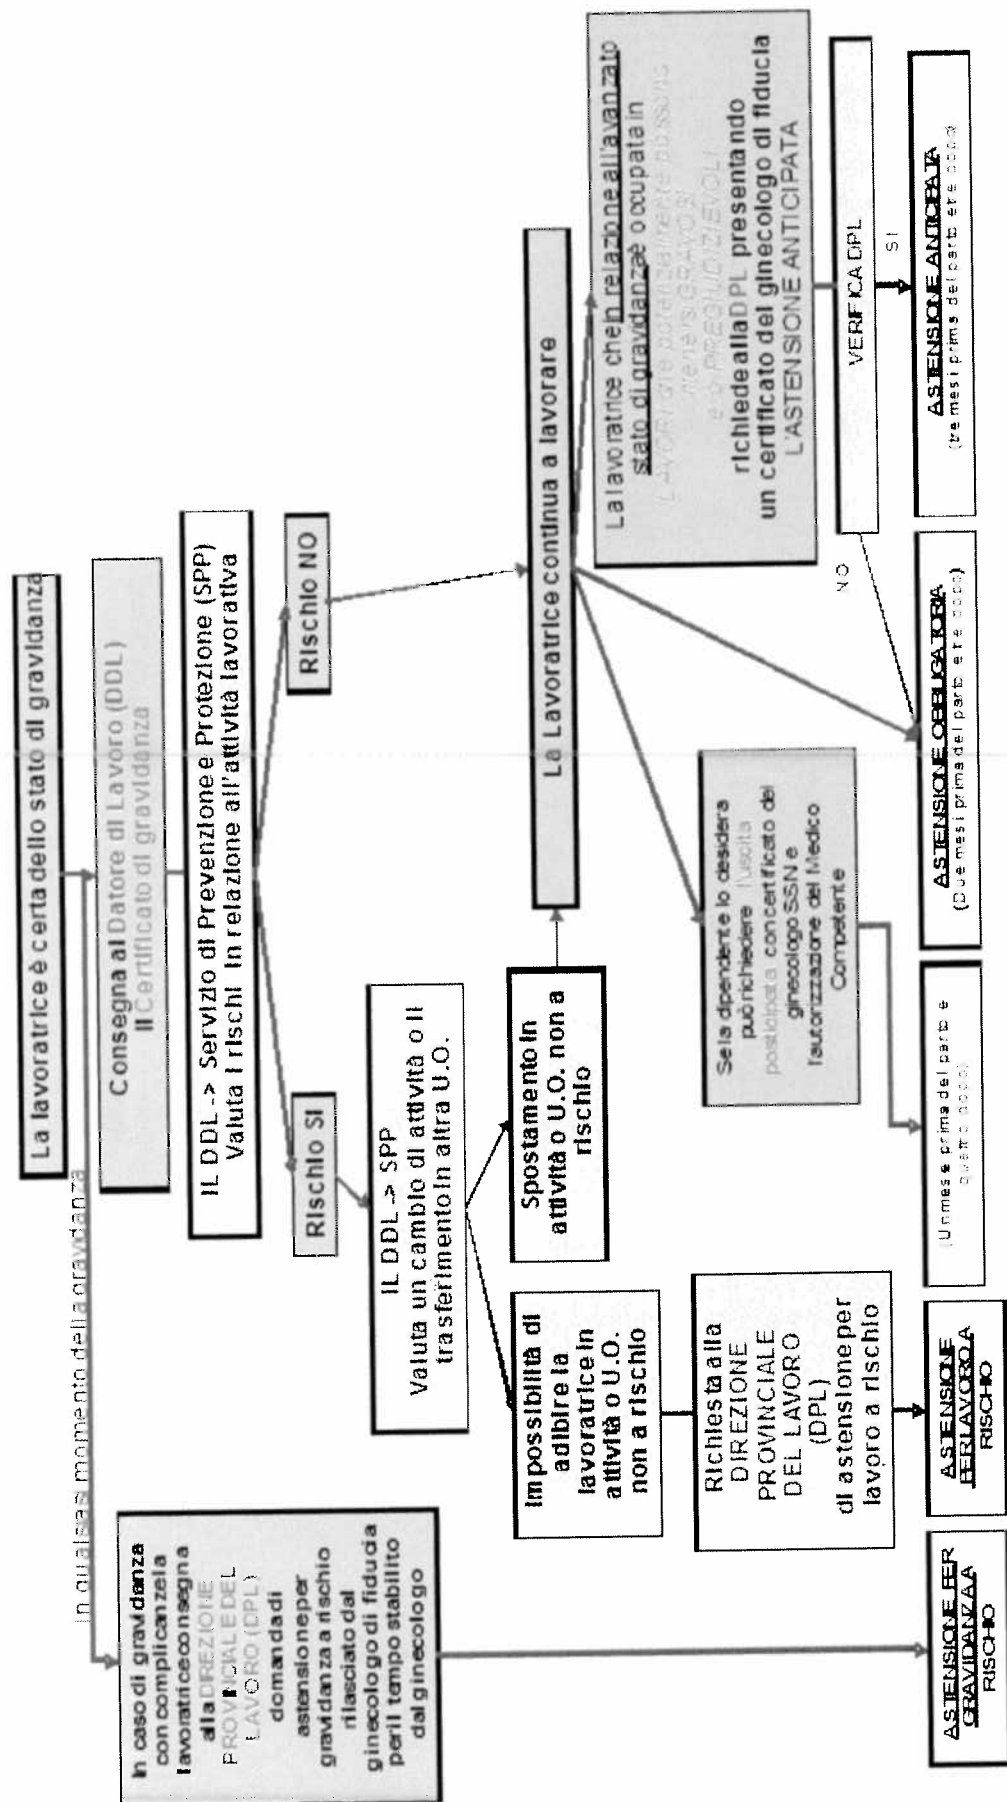 La lavoratrice è certa dello stato di gravidanza
In qualsiasi momento della gravidanza
Consegna al Datore di Lavoro (DDL)
Il Certificato di gravidanza
IL DDL -> Servizio di Prevenzione e Protezione (SPP)
Valuta i rischi in relazione all'attività lavorativa
In caso di gravidanza
con complicanze la
lavoratrice consegna
alla DIREZIONE
PROVINCIALE DEL
LAVORO (DPL)
domanda di
astensione per
gravidanza a rischio
rilasciato dal
ginecologo di fiducia
per il tempo stabilito
dal ginecologo
Rischio SI
Rischio NO
IL DDL -> SPP
Valuta un cambio di attività o il
trasferimento in altra U.O.
Impossibilità di
adibire la
lavoratrice in
attività o U.O.
non a rischio
Spostamento in
attività o U.O. non a
rischio
La Lavoratrice continua a lavorare
Richiesta alla
DIREZIONE
PROVINCIALE
DEL LAVORO
(DPL)
di astensione per
lavoro a rischio
Se la dipendente lo desidera
può richiedere l'uscita
posticipata con certificato del
ginecologo SSN e
l'autorizzazione del Medico
Competente
La lavoratrice che in relazione all'avanzato
stato di gravidanza è occupata in
LAVORI che potenzialmente possono
GRAVOSI
e/o PREGIUDIZIEVOLI
richiede alla DPL presentando
un certificato del ginecologo di fiducia
L'ASTENSIONE ANTICIPATA
VERIFICA DPL
NO
SI
ASTENSIONE PER
GRAVIDANZA A
RISCHIO
ASTENSIONE
PER LAVORO A
RISCHIO
(Un mese prima del parto e
quattro dopo)
ASTENSIONE OBBLIGATORIA
(Due mesi prima del parto e tre dopo)
ASTENSIONE ANTICIPATA
(tre mesi prima del parto e tre dopo)